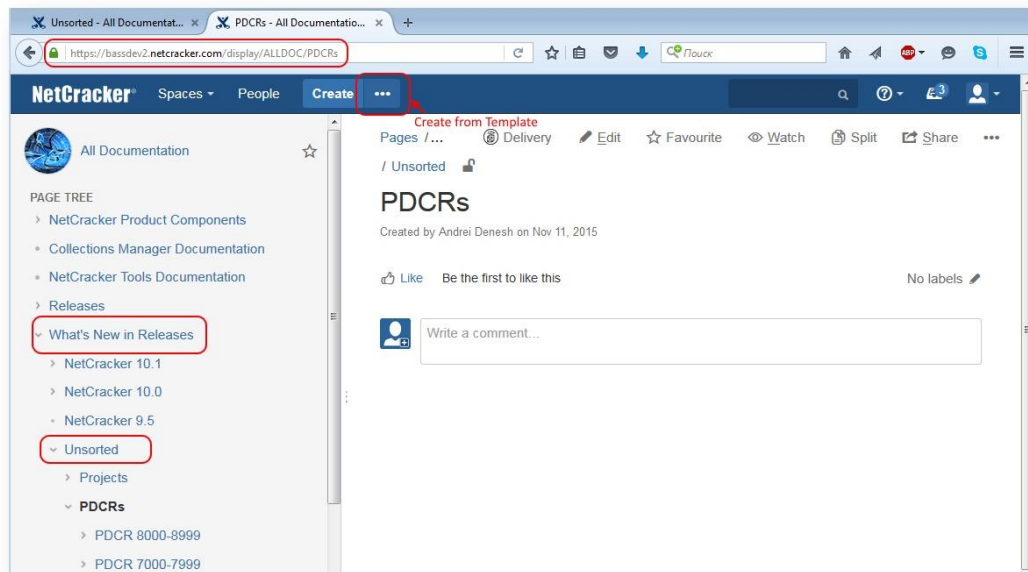 Unsorted - All Documentat... ×
PDCRs - All Documentatio... ×
https://bassdev2.netcracker.com/display/ALLDOC/PDCRs
Поиск
ABP
NetCracker
Spaces
People
Create
•••
3
Create from Template
All Documentation
PAGE TREE
NetCracker Product Components
Collections Manager Documentation
NetCracker Tools Documentation
Releases
What's New in Releases
NetCracker 10.1
NetCracker 10.0
NetCracker 9.5
Unsorted
Projects
PDCRs
PDCR 8000-8999
PDCR 7000-7999
Pages /... Delivery Edit Favourite Watch Split Share •••
/ Unsorted
PDCRs
Created by Andrei Denesh on Nov 11, 2015
Like Be the first to like this No labels
Write a comment...